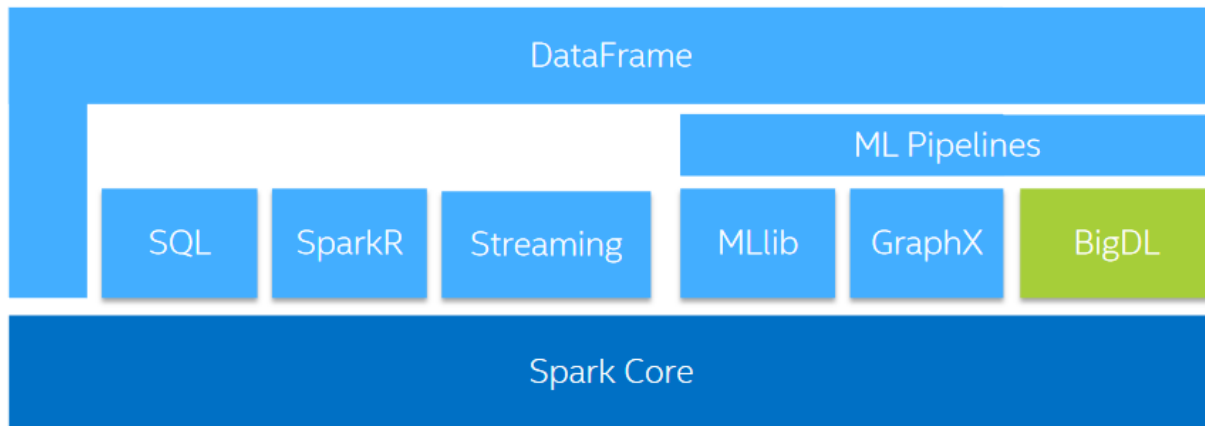 DataFrame
ML Pipelines
SQL
SparkR
Streaming
MLlib
GraphX
BigDL
Spark Core